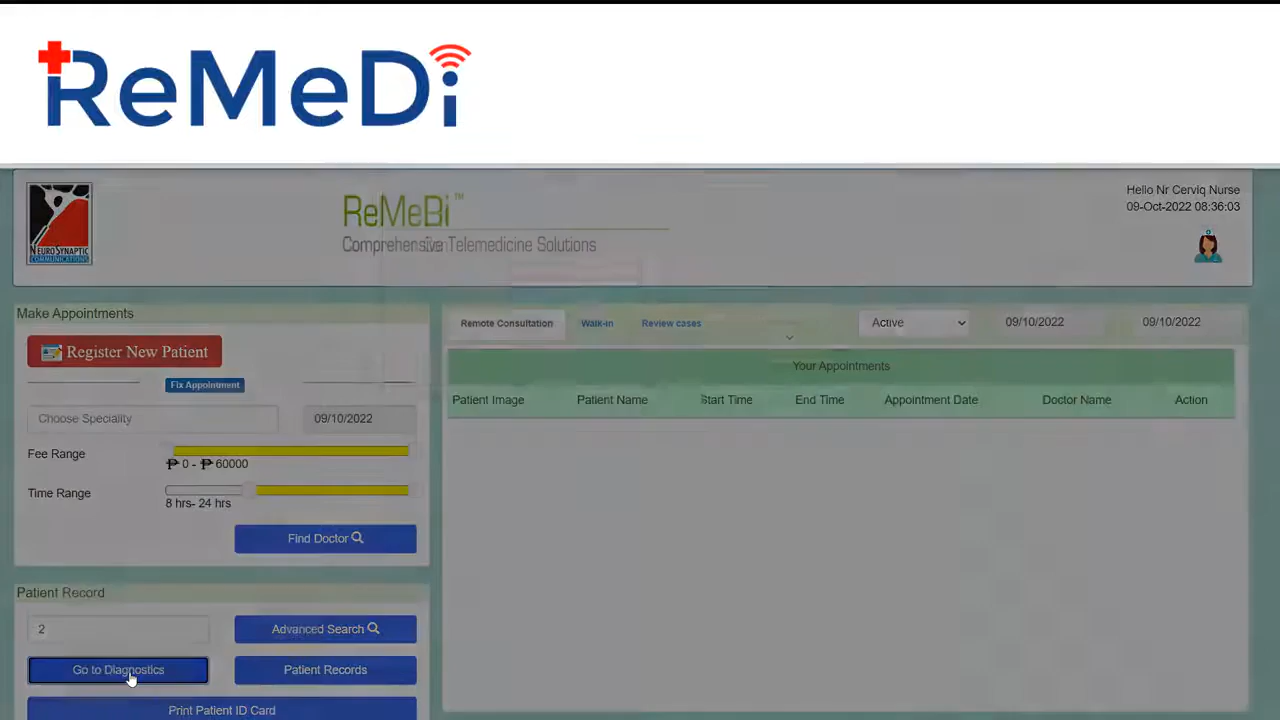 ReMeDi
NEUROSYNAPTIC
COMMUNICATIONS
ReMeBi™
Comprehensive Telemedicine Solutions
Hello Nr Cerviq Nurse
09-Oct-2022 08:36:03
Make Appointments
Register New Patient
Fix Appointment
Choose Speciality
09/10/2022
Fee Range
₱ 0 - ₱ 60000
Time Range
8 hrs- 24 hrs
Find Doctor
Patient Record
2
Advanced Search
Go to Diagnostics
Patient Records
Print Patient ID Card
Remote Consultation
Walk-in
Review cases
Active
09/10/2022
09/10/2022
Your Appointments
Patient Image
Patient Name
Start Time
End Time
Appointment Date
Doctor Name
Action